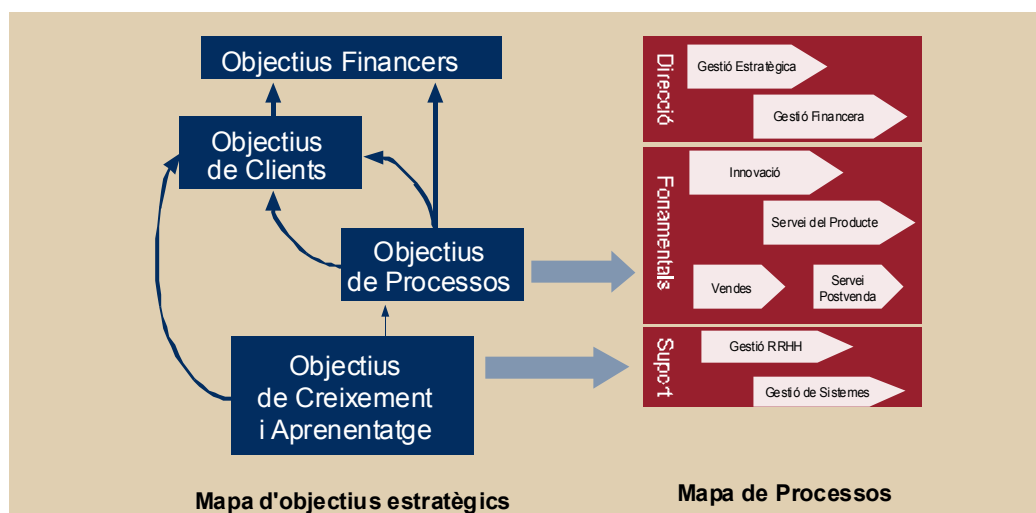 Objectius Financers
Objectius
de Clients
Objectius
de Processos
Objectius
de Creixement
i Aprenentatge
Mapa d'objectius estratègics
Direcció
Gestió Estratègica
Gestió Financera
Fonamentals
Innovació
Servei del Producte
Vendes
Servei
Postvenda
Suport
Gestió RRHH
Gestió de Sistemes
Mapa de Processos